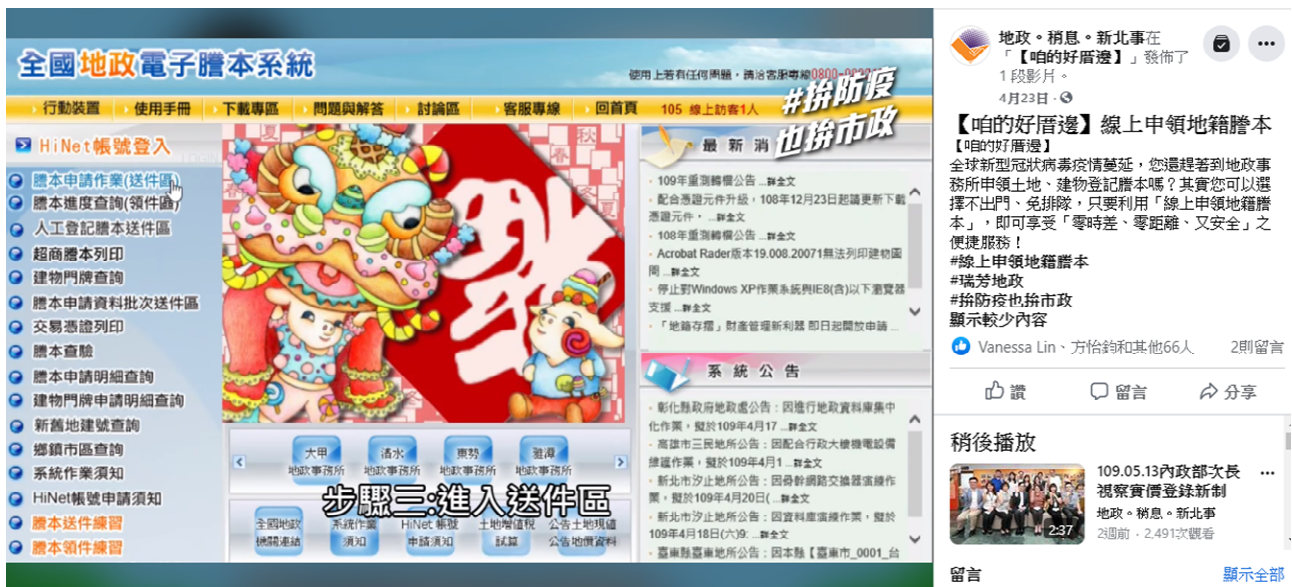 全國地政電子謄本系統
使用上若有任何問題，請洽客服專線
#拚防疫
也拚市政
行動裝置 使用手冊 下載專區 問題與解答 討論區 客服專線 回首頁 105 線上訪客1人
HiNet帳號登入
謄本申請作業(送件區)
謄本進度查詢(領件區)
人工登記謄本送件區
超商謄本列印
建物門牌查詢
謄本申請資料批次送件區
交易憑證列印
謄本查驗
謄本申請明細查詢
建物門牌申請明細查詢
新舊地建號查詢
鄉鎮市區查詢
系統作業須知
HiNet帳號申請須知
謄本送件練習
謄本領件練習
夏
春
秋
春
大甲
地政事務所
清水
地政事務所
東勢
地政事務所
雅潭
地政事務所
步驟三:進入送件區
全國地政
機關連結
系統作業
須知
HiNet 帳號
申請須知
土地增值稅
試算
公告土地現值
公告地價資料
最新消
109年重測轉檔公告 ...詳全文
配合憑證元件升級，108年12月23日起請更新下載
憑證元件， ...詳全文
108年重測轉檔公告 ...詳全文
Acrobat Rader版本19.008.20071無法列印建物圖
問 ...詳全文
停止對Windows XP作業系統與IE8(含)以下瀏覽器
支援 ...詳全文
「地籍存摺」財產管理新利器 即日起開放申請 ...
系統公告
彰化縣政府地政處公告：因進行地政資料庫集中
化作業，擬於109年4月17 ...詳全文
高雄市三民地所公告：因配合行政大樓機電設備
維護作業，擬於109年4月1 ...詳全文
新北市汐止地所公告：因骨幹網路交換器演練作
業，擬於109年4月20日( ...詳全文
新北市汐止地所公告：因資料庫演練作業，擬於
109年4月18日(六)9: ...詳全文
臺東縣臺東地所公告：因本縣【臺東市_0001_台
地政。稍息。新北事在
「【咱的好厝邊】」發佈了
1 段影片。
4月23日
【咱的好厝邊】線上申領地籍謄本
【咱的好厝邊】
全球新型冠狀病毒疫情蔓延，您還趕著到地政事
務所申領土地、建物登記謄本嗎？其實您可以選
擇不出門、免排隊，只要利用「線上申領地籍謄
本」，即可享受「零時差、零距離、又安全」之
便捷服務！
#線上申領地籍謄本
#瑞芳地政
#拚防疫也拚市政
顯示較少內容
Vanessa Lin、方怡鈞和其他66人 2則留言
讚 留言 分享
稍後播放
109.05.13內政部次長
視察實價登錄新制
地政。稍息。新北事
2週前 · 2,491次觀看
2:37
留言 顯示全部